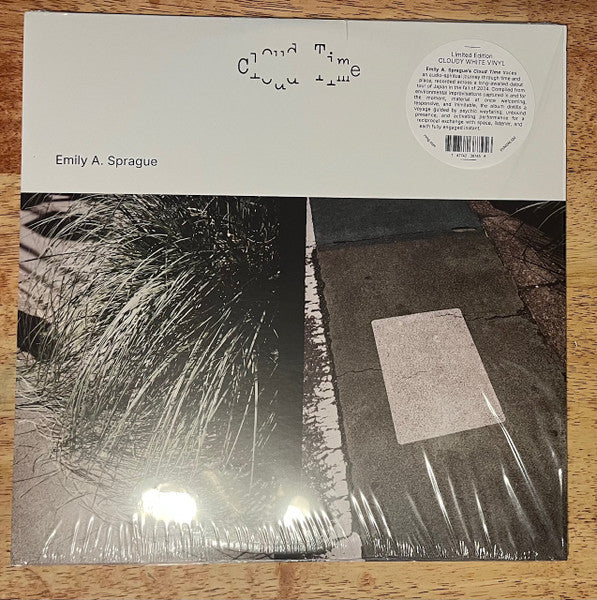 Cloud Time
Emily A. Sprague
Limited Edition
CLOUDY WHITE VINYL
Emily A. Sprague's Cloud Time traces
an audio-spiritual journey through time and
place, recorded across a long-awaited debut
tour of Japan in the fall of 2024. Compiled from
environmental improvisations captured in and for
the moment, material at once welcoming,
responsive, and inimitable, the album distills a
voyage guided by psychic wayfaring, unbound
presence, and activating performance for a
reciprocal exchange with space, listener, and
each fully engaged instant.